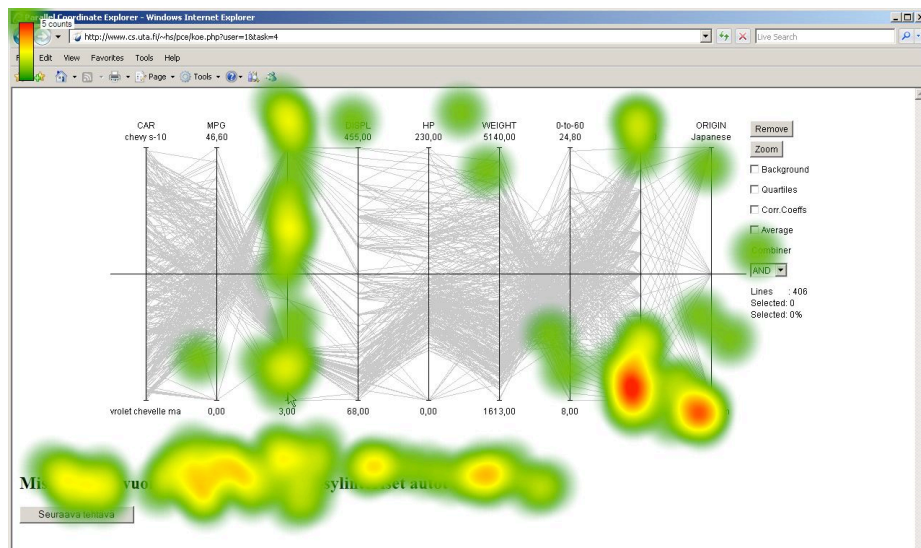 Parallel Coordinate Explorer - Windows Internet Explorer
5 counts
http://www.cs.uta.fi/~hs/pce/koe.php?user=1&task=4
Live Search
Edit View Favorites Tools Help
Page Tools
CAR MPG DISPL HP WEIGHT 0-to-60 ORIGIN
chevy s-10 46,60 455,00 230,00 5140,00 24,80 Japanese
Remove
Zoom
Background
Quartiles
Corr.Coeffs
Average
Combiner
AND
Lines : 406
Selected: 0
Selected: 0%
vrolet chevelle ma 0,00 3,00 68,00 0,00 1613,00 8,00
Seuraava tehtävä